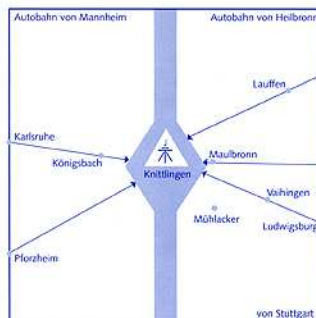 Autobahn von Mannheim
Autobahn von Heilbronn
Lauffen
Karlsruhe
Königsbach
Maulbronn
Knittlingen
Vaihingen
Mühlacker
Ludwigsburg
Pforzheim
von Stuttgart